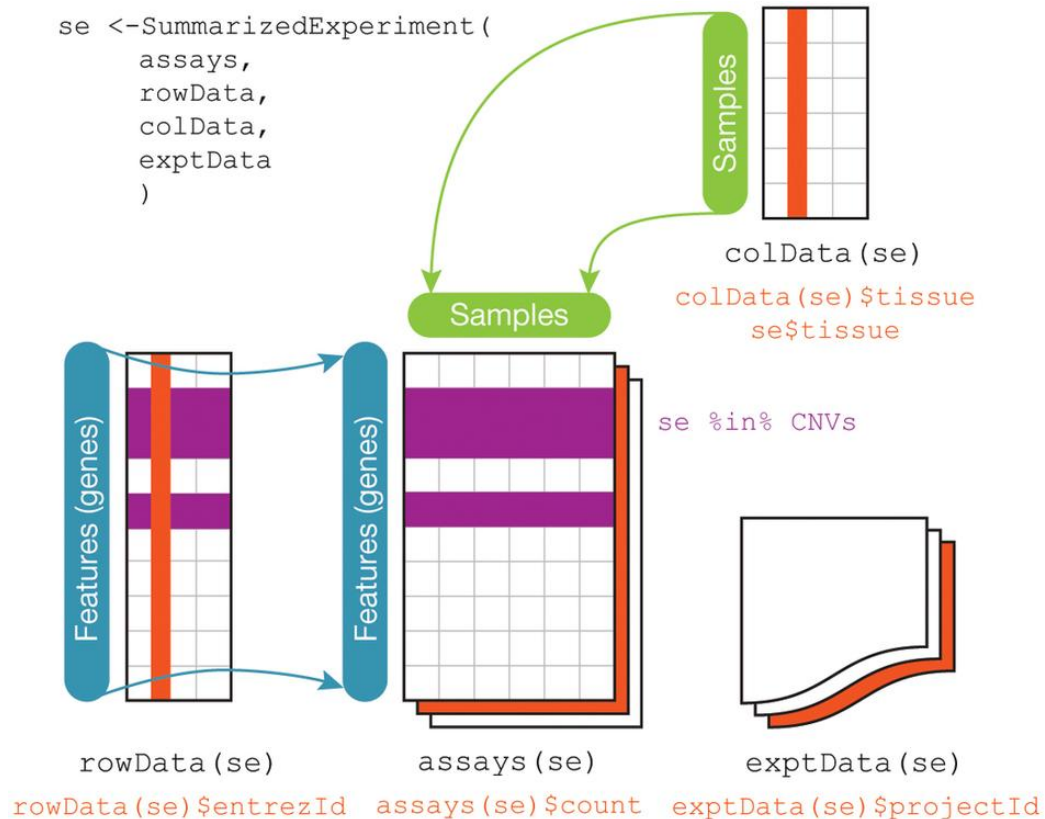 se <-SummarizedExperiment(
assays,
rowData,
colData,
exptData
)
Samples
colData(se)
colData(se)$tissue
se$tissue
Samples
Features (genes)
Features (genes)
se %in% CNVs
rowData(se)
assays(se)
exptData(se)
rowData(se)$entrezId
assays(se)$count
exptData(se)$projectId